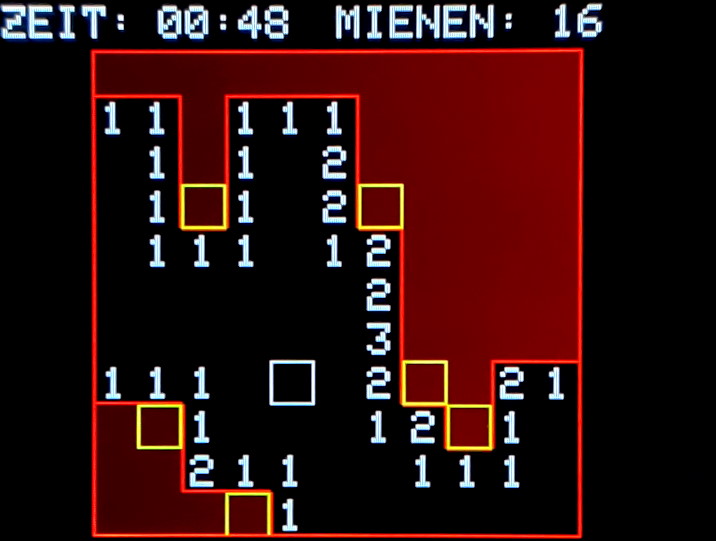 ZEIT: 00:48 MIENEN: 16
1 1 1 1 1
1 1 2
1 1 2
1 1 1 1 2
2
3
1 1 1 2 2 1
1 1 2 1
2 1 1 1 1 1
1